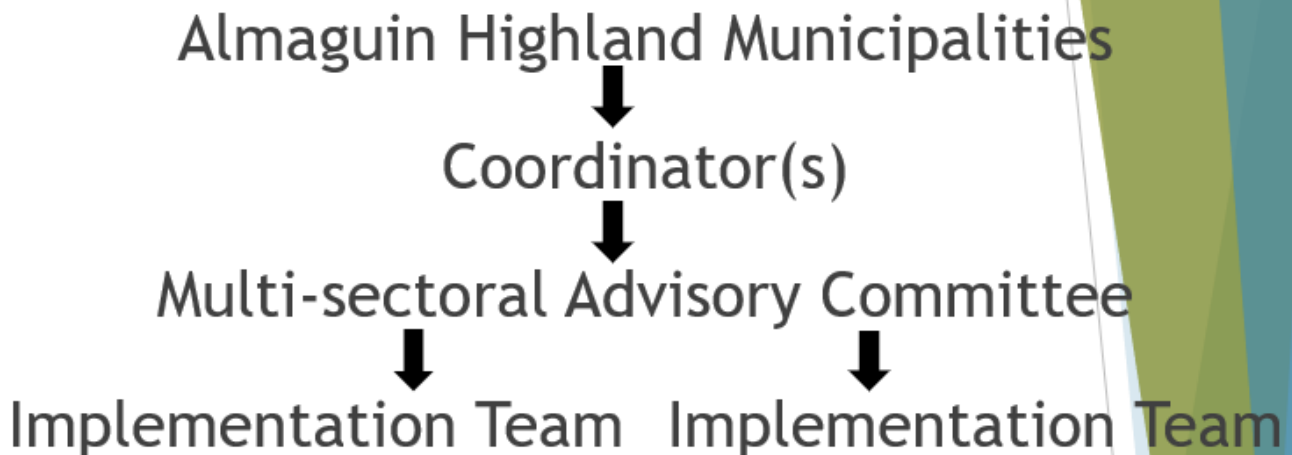 Almaguin Highland Municipalities
Coordinator(s)
Multi-sectoral Advisory Committee
Implementation Team Implementation Team